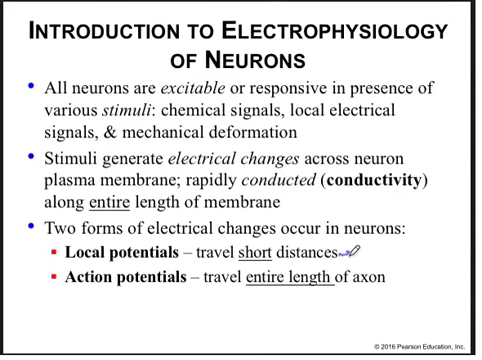 INTRODUCTION TO ELECTROPHYSIOLOGY
OF NEURONS
• All neurons are excitable or responsive in presence of
various stimuli: chemical signals, local electrical
signals, & mechanical deformation
• Stimuli generate electrical changes across neuron
plasma membrane; rapidly conducted (conductivity)
along entire length of membrane
• Two forms of electrical changes occur in neurons:
▪ Local potentials – travel short distances
▪ Action potentials – travel entire length of axon
© 2016 Pearson Education, Inc.